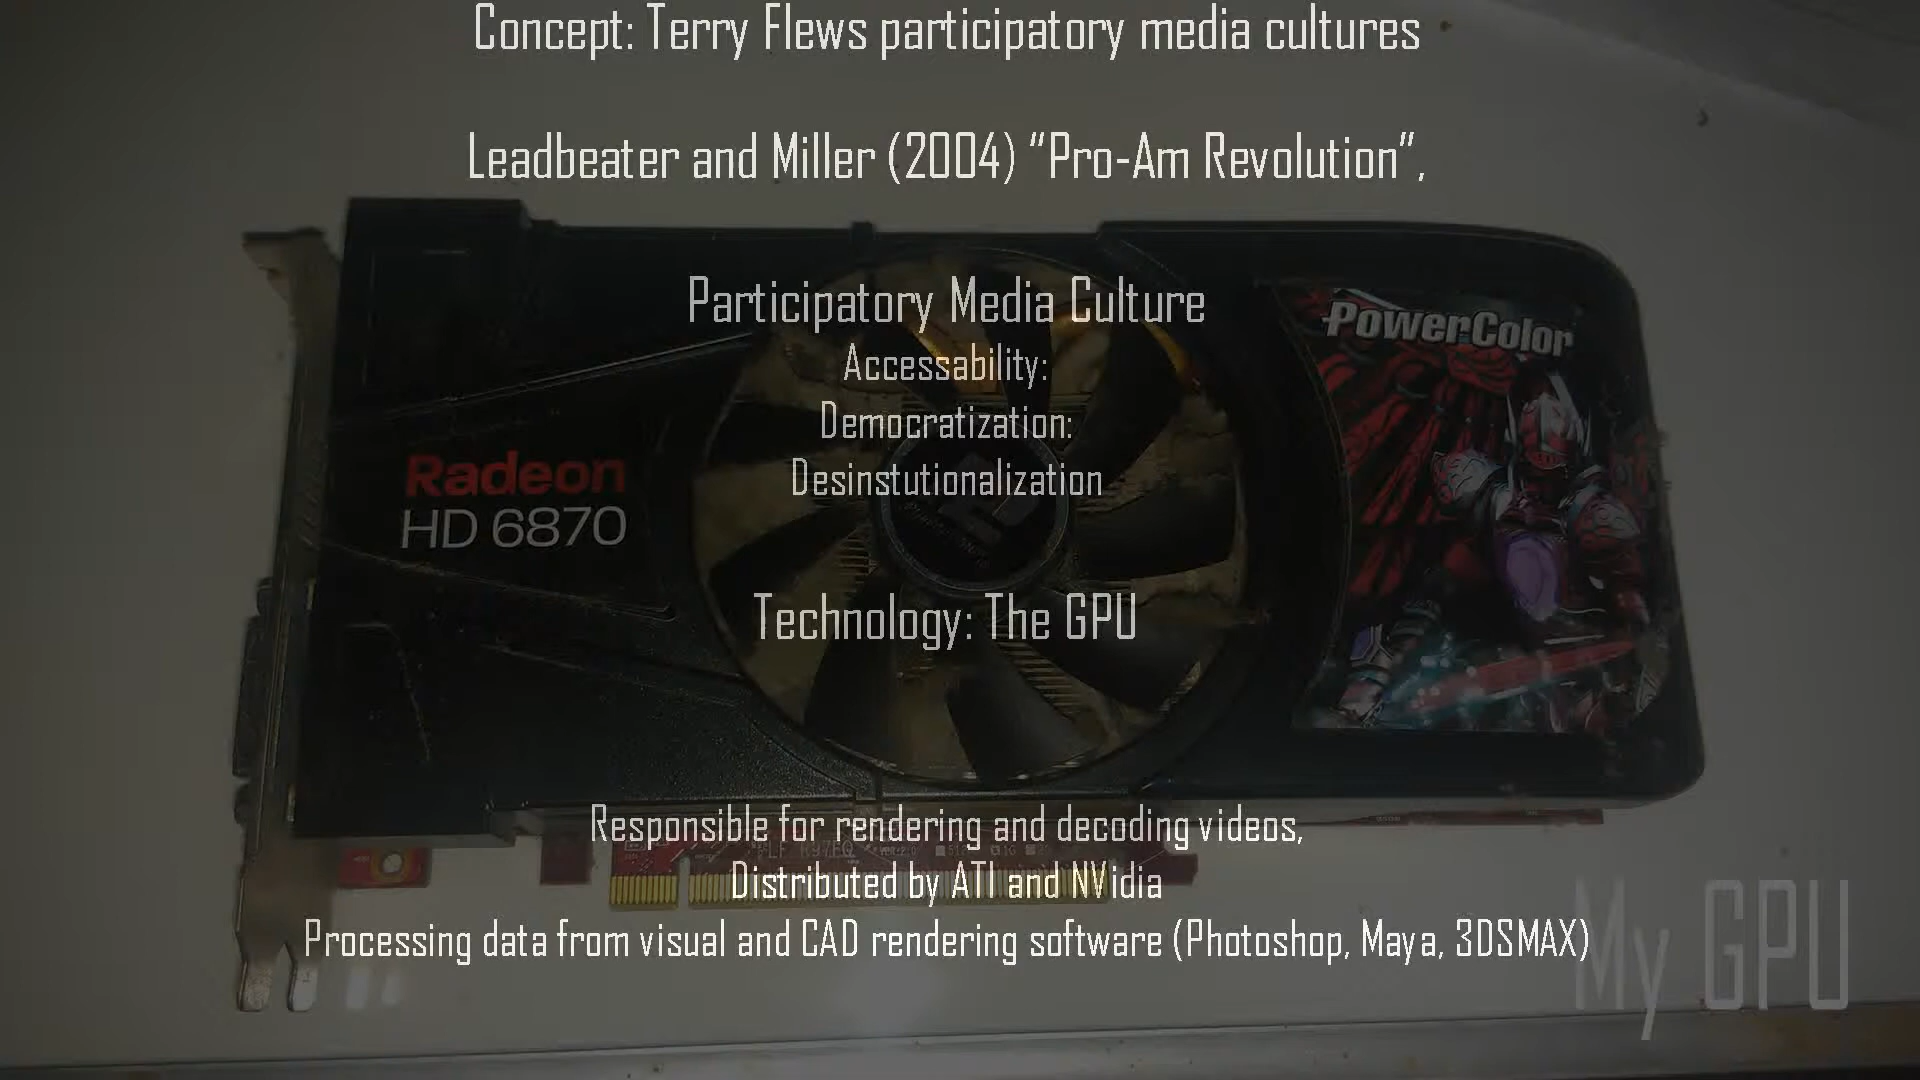 Concept: Terry Flews participatory media cultures
Leadbeater and Miller (2004) "Pro-Am Revolution",
Participatory Media Culture
Accessability:
Democratization:
Desinstutionalization
PowerColor
Radeon
HD 6870
Technology: The GPU
Responsible for rendering and decoding videos,
Distributed by ATI and NVidia
Processing data from visual and CAD rendering software (Photoshop, Maya, 3DSMAX)
My GPU